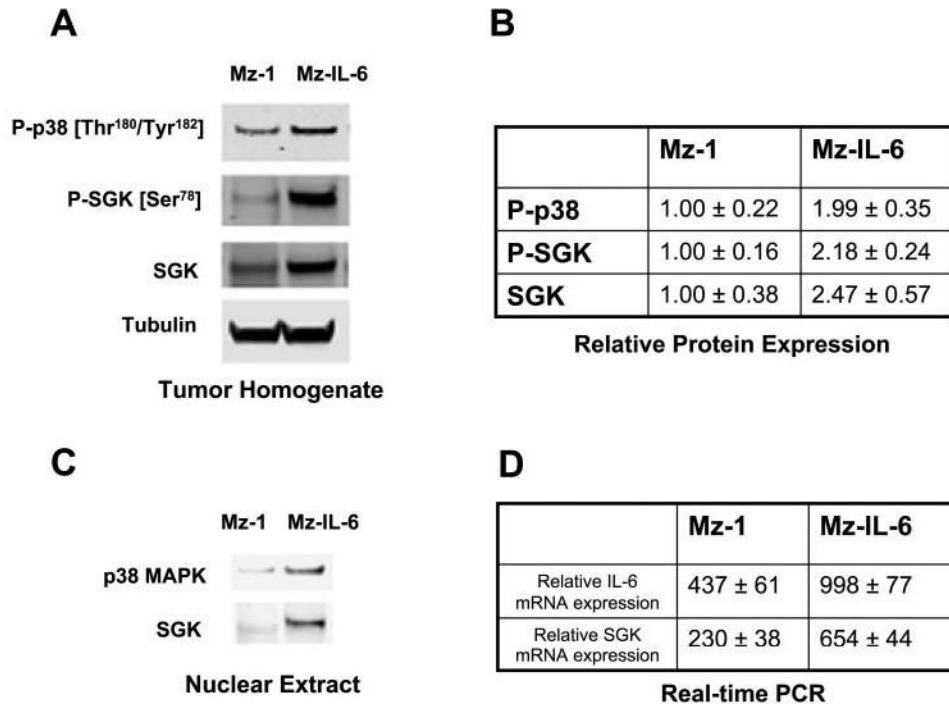 A
Mz-1 Mz-IL-6
P-p38 [Thr180/Tyr182]
P-SGK [Ser78]
SGK
Tubulin
Tumor Homogenate
B
Mz-1 Mz-IL-6
P-p38 1.00 ± 0.22 1.99 ± 0.35
P-SGK 1.00 ± 0.16 2.18 ± 0.24
SGK 1.00 ± 0.38 2.47 ± 0.57
Relative Protein Expression
C
Mz-1 Mz-IL-6
p38 MAPK
SGK
Nuclear Extract
D
Mz-1 Mz-IL-6
Relative IL-6
mRNA expression 437 ± 61 998 ± 77
Relative SGK
mRNA expression 230 ± 38 654 ± 44
Real-time PCR